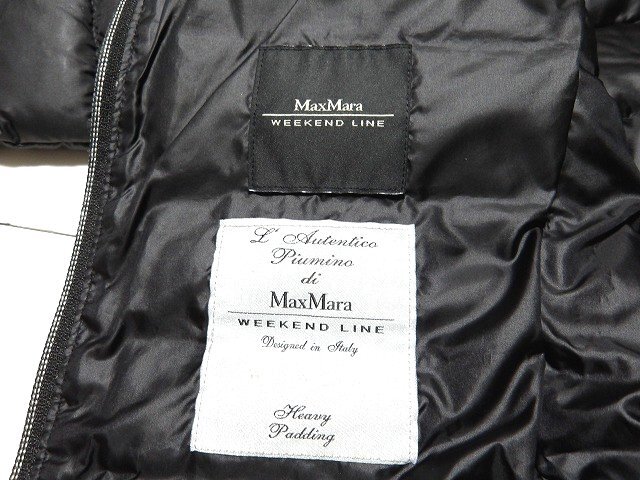 MaxMara
WEEKEND LINE
L' Autentico
Piumino
di
MaxMara
WEEKEND LINE
Designed in Italy
Heavy
Padding